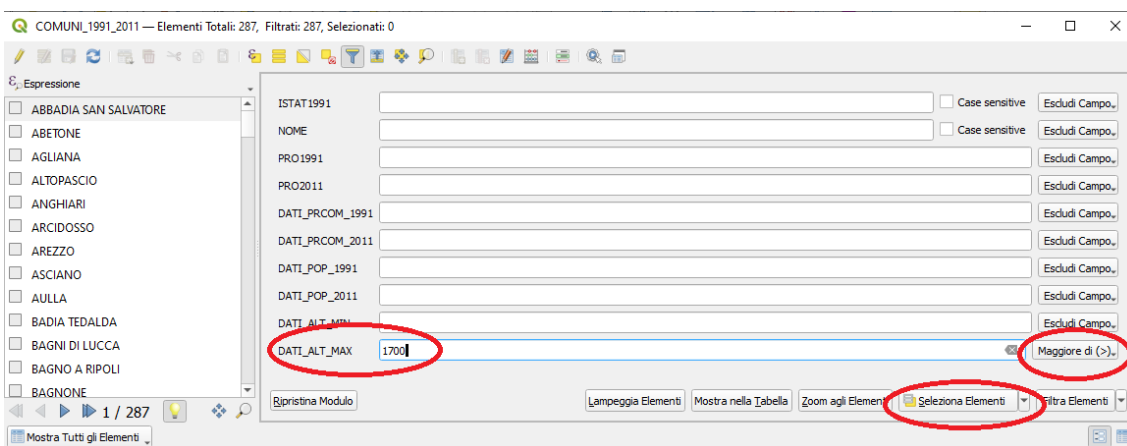 COMUNI_1991_2011 — Elementi Totali: 287, Filtrati: 287, Selezionati: 0
Espressione
ABBADIA SAN SALVATORE
ABETONE
AGLIANA
ALTOPASCIO
ANGHIARI
ARCIDOSSO
AREZZO
ASCIANO
AULLA
BADIA TEDALDA
BAGNI DI LUCCA
BAGNO A RIPOLI
BAGNONE
1 / 287
Mostra Tutti gli Elementi
ISTAT1991 Case sensitive Escludi Campo
NOME Case sensitive Escludi Campo
PRO1991 Escludi Campo
PRO2011 Escludi Campo
DATI_PRCOM_1991 Escludi Campo
DATI_PRCOM_2011 Escludi Campo
DATI_POP_1991 Escludi Campo
DATI_POP_2011 Escludi Campo
DATI_ALT_MIN Escludi Campo
DATI_ALT_MAX 1700 Maggiore di (>)
Ripristina Modulo Lampeggia Elementi Mostra nella Tabella Zoom agli Elementi Seleziona Elementi Filtra Elementi